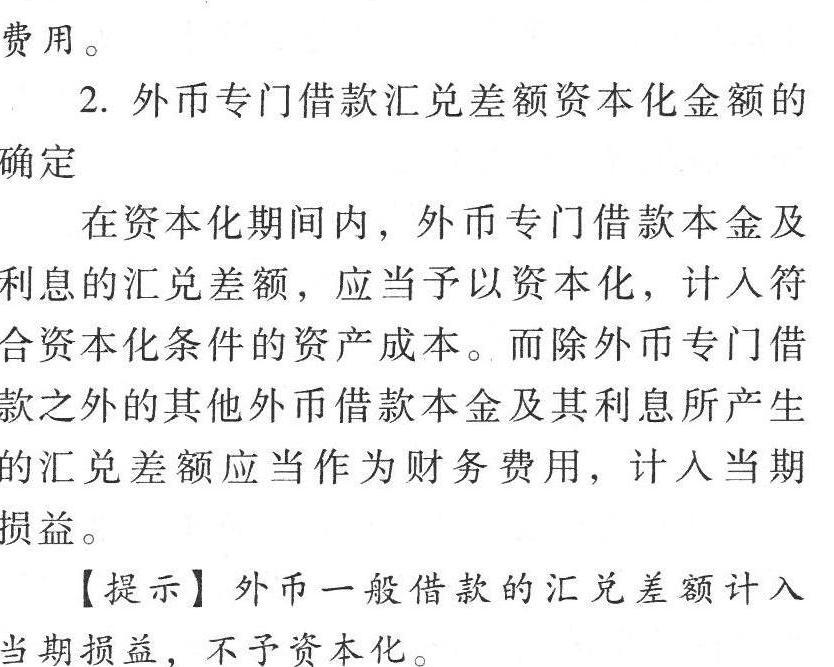 费用。
2. 外币专门借款汇兑差额资本化金额的
确定
在资本化期间内，外币专门借款本金及
利息的汇兑差额，应当予以资本化，计入符
合资本化条件的资产成本。而除外币专门借
款之外的其他外币借款本金及其利息所产生
的汇兑差额应当作为财务费用，计入当期
损益。
【提示】外币一般借款的汇兑差额计入
当期损益，不予资本化。